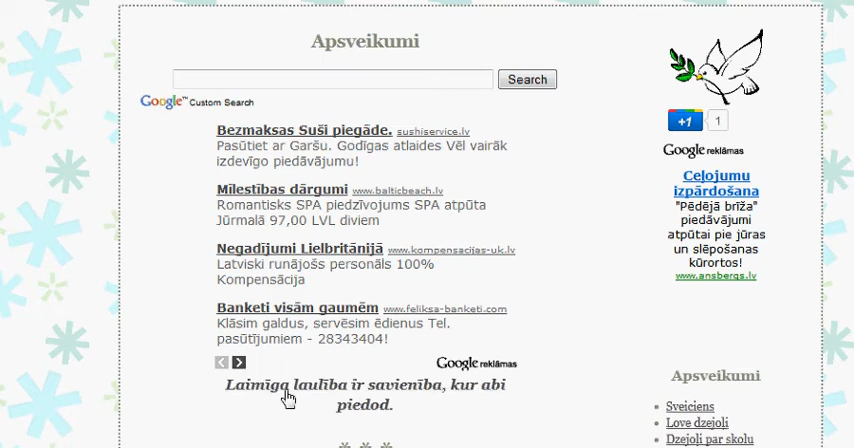 Apsveikumi
Search
Google™ Custom Search
Bezmaksas Suši piegāde. sushiservice.lv
Pasūtiet ar Garšu. Godīgas atlaides Vēl vairāk
izdevīgo piedāvājumu!
Mīlestības dārgumi www.balticbeach.lv
Romantisks SPA piedzīvojums SPA atpūta
Jūrmalā 97,00 LVL diviem
Negadījumi Lielbritānijā www.kompensacijas-uk.lv
Latviski runājošs personāls 100%
Kompensācija
Banketi visām gaumēm www.feliksa-banketi.com
Klāsim galdus, servēsim ēdienus Tel.
pasūtījumiem - 28343404!
Google reklāmas
Laimīga laulība ir savienība, kur abi
piedod.
* * *
+1 1
Google reklāmas
Ceļojumu
izpārdošana
"Pēdējā brīža"
piedāvājumi
atpūtai pie jūras
un slēpošanas
kūrortos!
www.ansbergs.lv
Apsveikumi
Sveiciens
Love dzejoli
Dzejoli par skolu